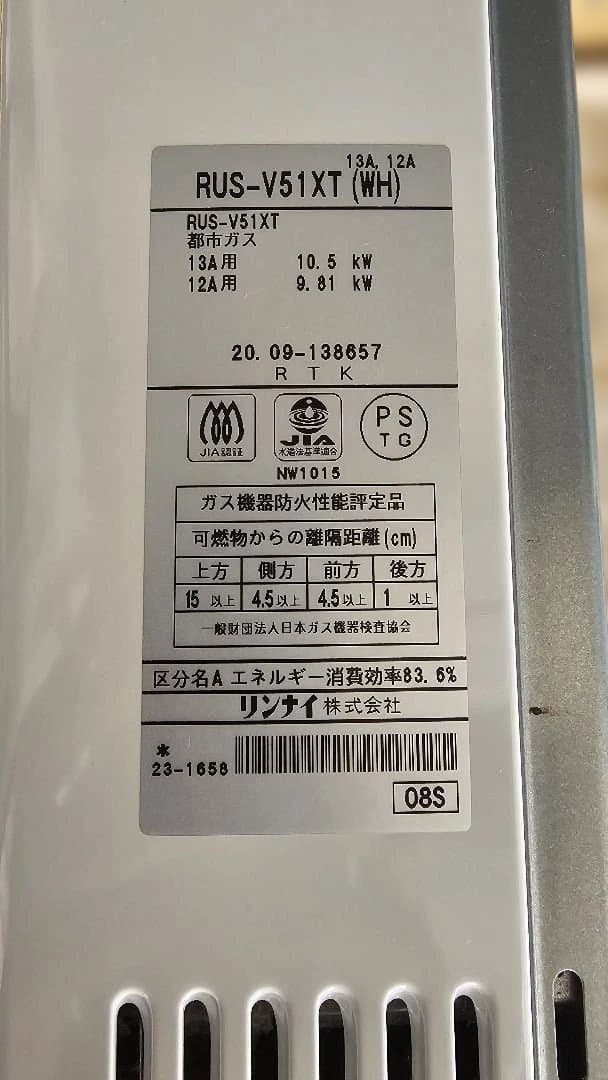 13A, 12A
RUS-V51XT (WH)
RUS-V51XT
都市ガス
13A用 10.5 kW
12A用 9.81 kW
20.09-138657
RTK
JIA認証
JIA
水道法基準適合
PS
TG
NW1015
ガス機器防火性能評定品
可燃物からの離隔距離(cm)
上方 側方 前方 後方
15 以上 4.5以上 4.5以上 1 以上
一般財団法人日本ガス機器検査協会
区分名A エネルギー消費効率83.6%
リンナイ株式会社
水
23-1658
08S